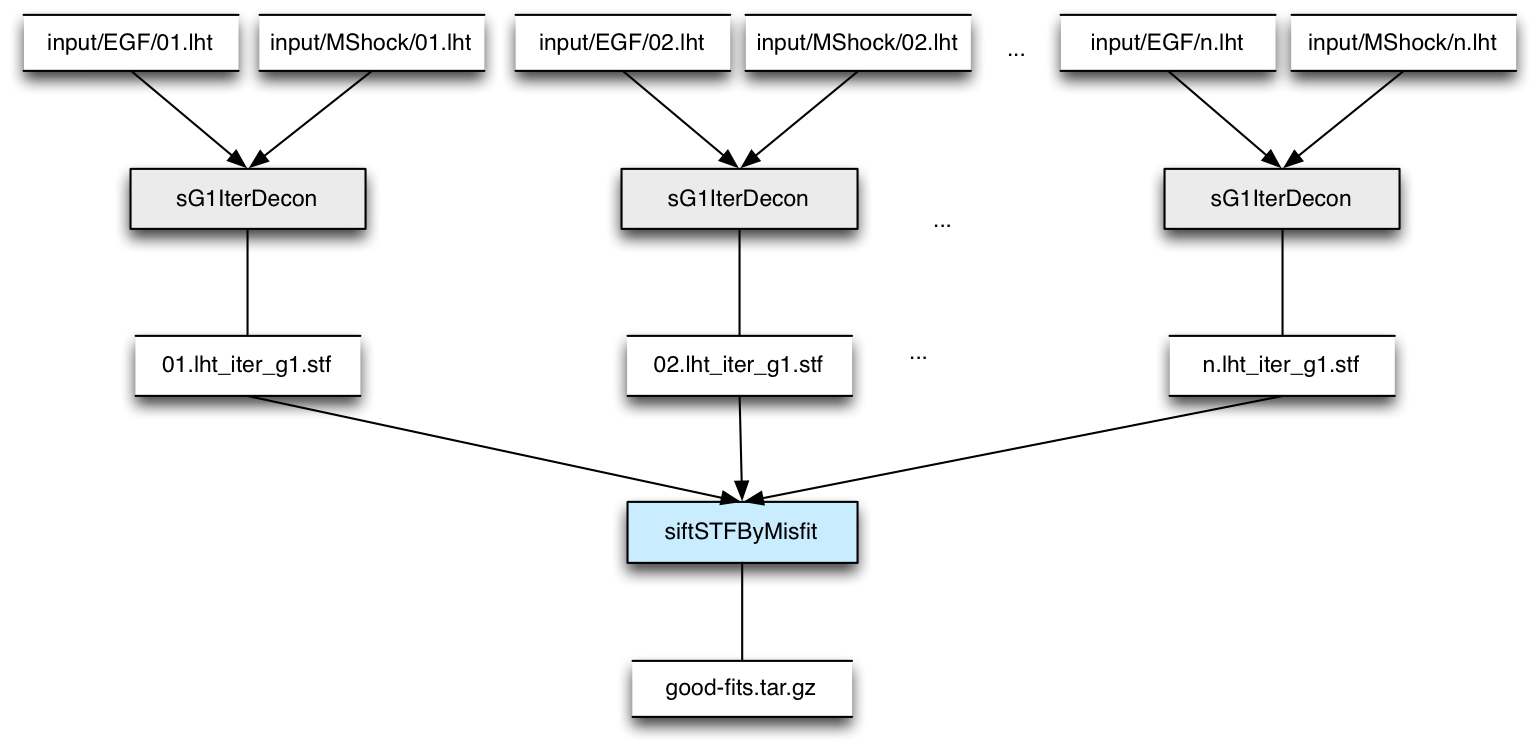 input/EGF/01.lht input/MShock/01.lht input/EGF/02.lht input/MShock/02.lht ... input/EGF/n.lht input/MShock/n.lht
sG1IterDecon sG1IterDecon ... sG1IterDecon
01.lht_iter_g1.stf 02.lht_iter_g1.stf ... n.lht_iter_g1.stf
siftSTFByMisfit
good-fits.tar.gz